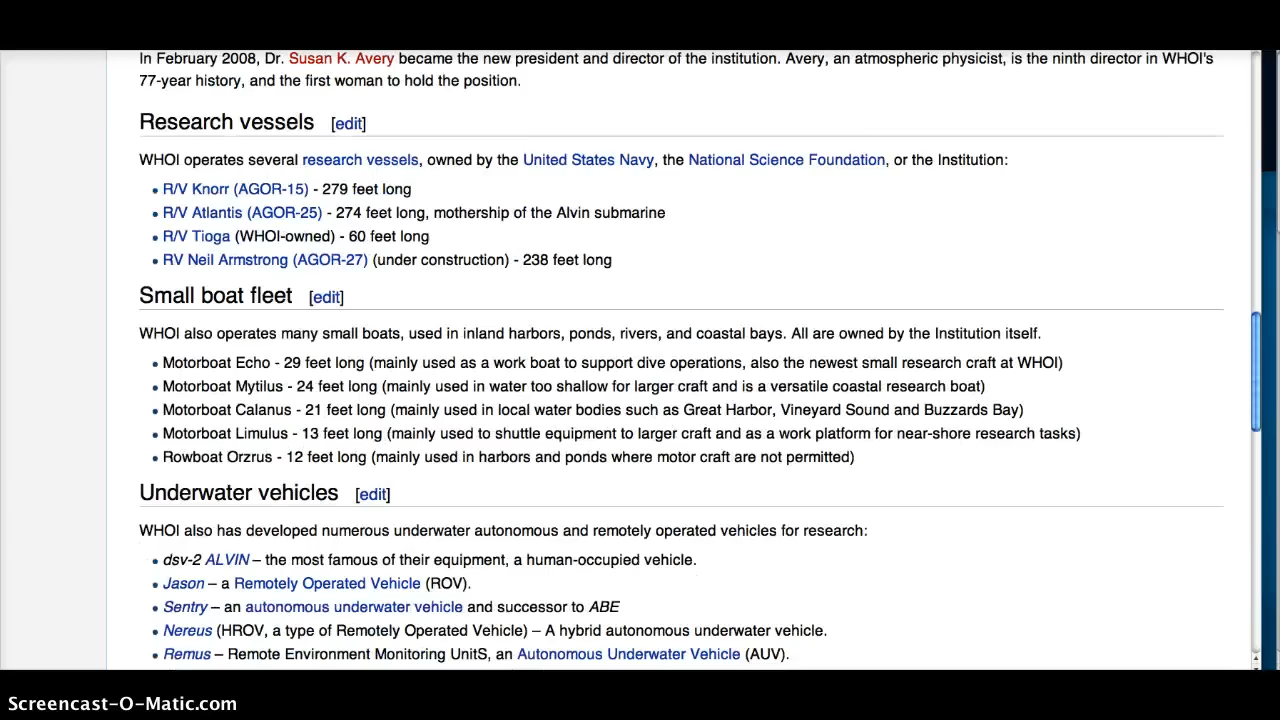 In February 2008, Dr. Susan K. Avery became the new president and director of the institution. Avery, an atmospheric physicist, is the ninth director in WHOI's
77-year history, and the first woman to hold the position.
Research vessels [edit]
WHOI operates several research vessels, owned by the United States Navy, the National Science Foundation, or the Institution:
• R/V Knorr (AGOR-15) - 279 feet long
• R/V Atlantis (AGOR-25) - 274 feet long, mothership of the Alvin submarine
• R/V Tioga (WHOI-owned) - 60 feet long
• RV Neil Armstrong (AGOR-27) (under construction) - 238 feet long
Small boat fleet [edit]
WHOI also operates many small boats, used in inland harbors, ponds, rivers, and coastal bays. All are owned by the Institution itself.
• Motorboat Echo - 29 feet long (mainly used as a work boat to support dive operations, also the newest small research craft at WHOI)
• Motorboat Mytilus - 24 feet long (mainly used in water too shallow for larger craft and is a versatile coastal research boat)
• Motorboat Calanus - 21 feet long (mainly used in local water bodies such as Great Harbor, Vineyard Sound and Buzzards Bay)
• Motorboat Limulus - 13 feet long (mainly used to shuttle equipment to larger craft and as a work platform for near-shore research tasks)
• Rowboat Orzrus - 12 feet long (mainly used in harbors and ponds where motor craft are not permitted)
Underwater vehicles [edit]
WHOI also has developed numerous underwater autonomous and remotely operated vehicles for research:
• dsv-2 ALVIN – the most famous of their equipment, a human-occupied vehicle.
• Jason – a Remotely Operated Vehicle (ROV).
• Sentry – an autonomous underwater vehicle and successor to ABE
• Nereus (HROV, a type of Remotely Operated Vehicle) – A hybrid autonomous underwater vehicle.
• Remus – Remote Environment Monitoring UnitS, an Autonomous Underwater Vehicle (AUV).
Screencast-O-Matic.com